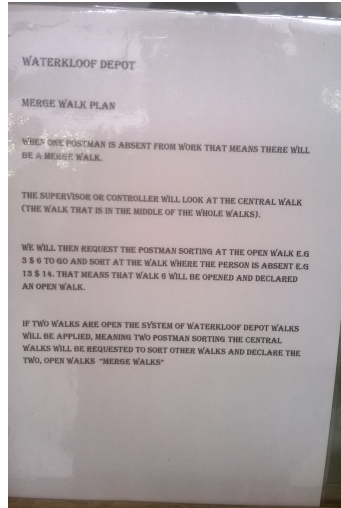 WATERKLOOF DEPOT
MERGE WALK PLAN
WHEN ONE POSTMAN IS ABSENT FROM WORK THAT MEANS THERE WILL
BE A MERGE WALK.
THE SUPERVISOR OR CONTROLLER WILL LOOK AT THE CENTRAL WALK
(THE WALK THAT IS IN THE MIDDLE OF THE WHOLE WALKS).
WE WILL THEN REQUEST THE POSTMAN SORTING AT THE OPEN WALK E.G
3 $ 6 TO GO AND SORT AT THE WALK WHERE THE PERSON IS ABSENT E.G
13 $ 14. THAT MEANS THAT WALK 6 WILL BE OPENED AND DECLARED
AN OPEN WALK.
IF TWO WALKS ARE OPEN THE SYSTEM OF WATERKLOOF DEPOT WALKS
WILL BE APPLIED, MEANING TWO POSTMAN SORTING THE CENTRAL
WALKS WILL BE REQUESTED TO SORT OTHER WALKS AND DECLARE THE
TWO, OPEN WALKS "MERGE WALKS"